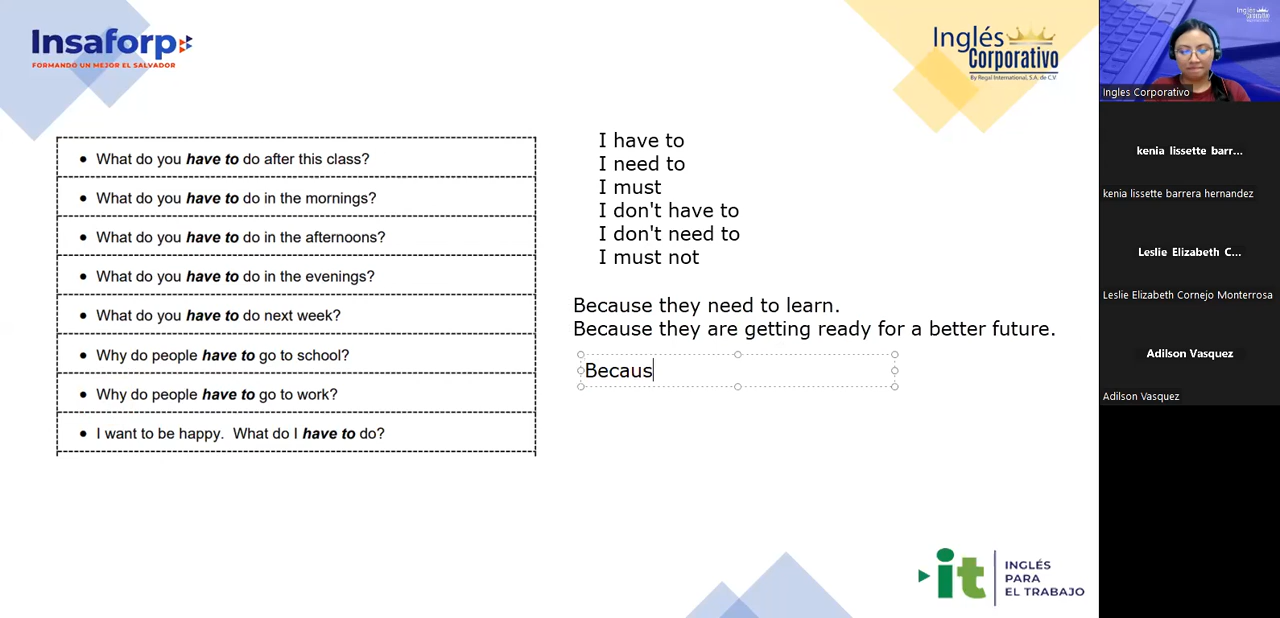 Insaforp
FORMANDO UN MEJOR EL SALVADOR
Inglés
Corporativo
By Regal International, S.A. de C.V.
• What do you have to do after this class?
• What do you have to do in the mornings?
• What do you have to do in the afternoons?
• What do you have to do in the evenings?
• What do you have to do next week?
• Why do people have to go to school?
• Why do people have to go to work?
• I want to be happy. What do I have to do?
I have to
I need to
I must
I don't have to
I don't need to
I must not
Because they need to learn.
Because they are getting ready for a better future.
Becaus
it
INGLÉS
PARA
EL TRABAJO
Ingles Corporativo
kenia lissette barr...
kenia lissette barrera hernandez
Leslie Elizabeth C...
Leslie Elizabeth Cornejo Monterrosa
Adilson Vasquez
Adilson Vasquez